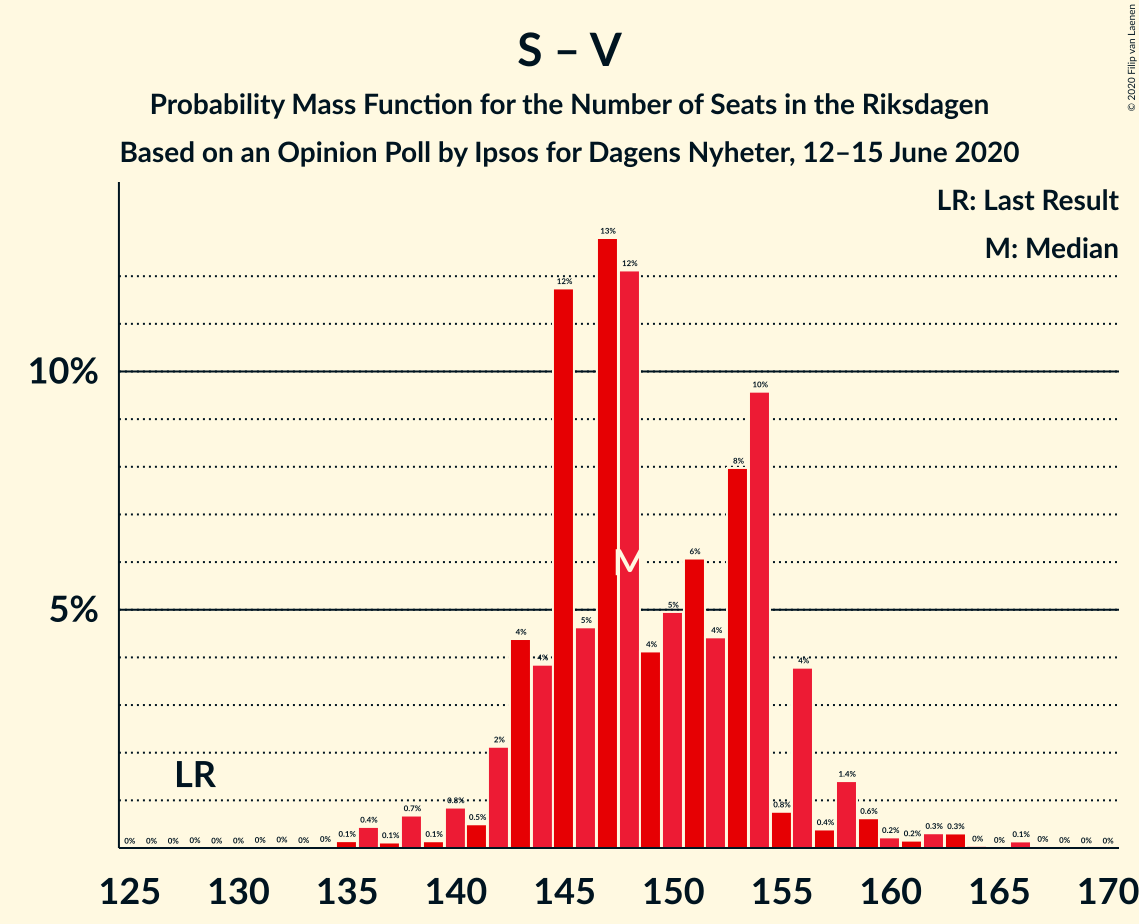 S – V
Probability Mass Function for the Number of Seats in the Riksdagen
Based on an Opinion Poll by Ipsos for Dagens Nyheter, 12–15 June 2020
© 2020 Filip van Laenen
LR: Last Result
M: Median
10%
5%
0% 0% 0% 0% 0% 0% 0% 0% 0% 0% 0.1% 0.4% 0.1% 0.7% 0.1% 0.8% 0.5% 2% 4% 4% 12% 5% 13% 12% 4% 5% 6% 4% 8% 10% 0.8% 4% 0.4% 1.4% 0.6% 0.2% 0.2% 0.3% 0.3% 0% 0% 0.1% 0% 0% 0% 0%
M
LR
125 130 135 140 145 150 155 160 165 170